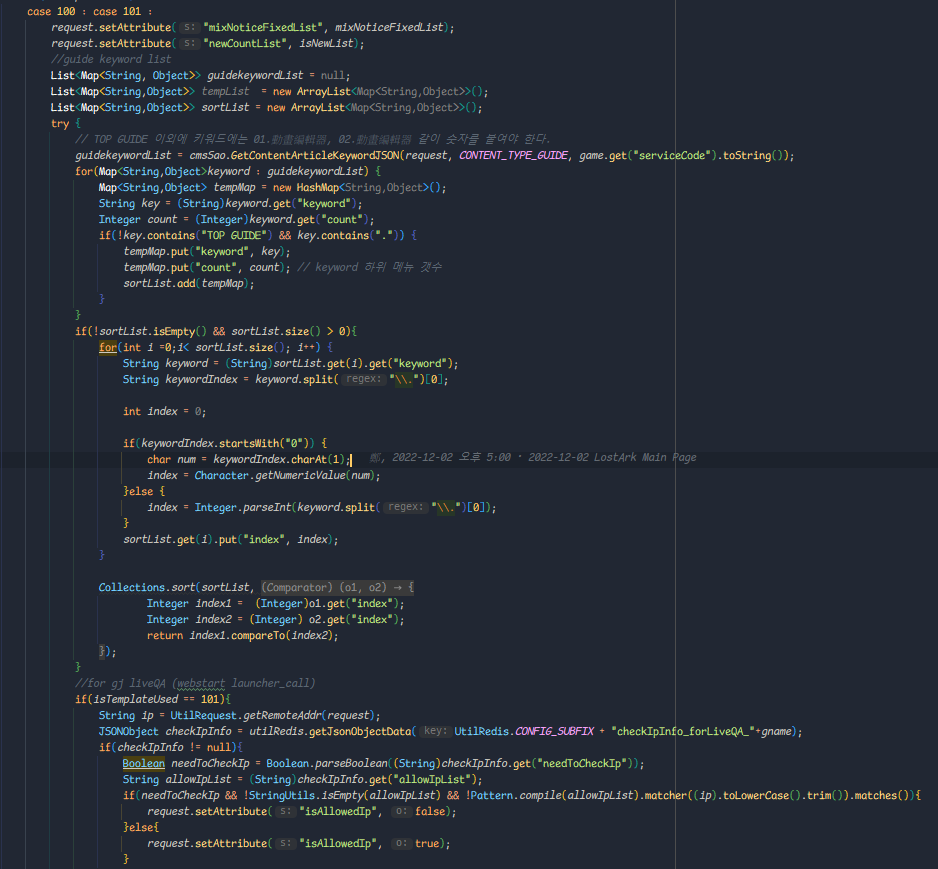 case 100 : case 101 :
request.setAttribute( s: "mixNoticeFixedList", mixNoticeFixedList);
request.setAttribute( s: "newCountList", isNewList);
//guide keyword list
List<Map<String, Object>> guidekeywordList = null;
List<Map<String,Object>> tempList  = new ArrayList<Map<String,Object>>();
List<Map<String,Object>> sortList = new ArrayList<Map<String,Object>>();
try {
// TOP GUIDE 이외에 키워드에는 01.動畫编輯器, 02.動畫编輯器 같이 숫자를 붙여야 한다.
guidekeywordList = cmsSao.GetContentArticleKeywordJSON(request, CONTENT_TYPE_GUIDE, game.get("serviceCode").toString());
for(Map<String,Object>keyword : guidekeywordList) {
Map<String,Object> tempMap = new HashMap<String,Object>();
String key = (String)keyword.get("keyword");
Integer count = (Integer)keyword.get("count");
if(!key.contains("TOP GUIDE") && key.contains(".")) {
tempMap.put("keyword", key);
tempMap.put("count", count); // keyword 하위 메뉴 갯수
sortList.add(tempMap);
}
}
if(!sortList.isEmpty() && sortList.size() > 0){
for(int i =0;i< sortList.size(); i++) {
String keyword = (String)sortList.get(i).get("keyword");
String keywordIndex = keyword.split( regex: "\\.")[0];
int index = 0;
if(keywordIndex.startsWith("0")) {
char num = keywordIndex.charAt(1); 2022-12-02 오후 5:00 · 2022-12-02 LostArk Main Page
index = Character.getNumericValue(num);
}else {
index = Integer.parseInt(keyword.split( regex: "\\.")[0]);
}
sortList.get(i).put("index", index);
}
Collections.sort(sortList, (Comparator) (o1, o2) → {
Integer index1 =  (Integer)o1.get("index");
Integer index2 = (Integer) o2.get("index");
return index1.compareTo(index2);
});
}
//for gj liveQA (webstart launcher_call)
if(isTemplateUsed == 101){
String ip = UtilRequest.getRemoteAddr(request);
JSONObject checkIpInfo = utilRedis.getJsonObjectData( key: UtilRedis.CONFIG_SUBFIX + "checkIpInfo_forLiveQA_"+gname);
if(checkIpInfo != null){
Boolean needToCheckIp = Boolean.parseBoolean((String)checkIpInfo.get("needToCheckIp"));
String allowIpList = (String)checkIpInfo.get("allowIpList");
if(needToCheckIp && !StringUtils.isEmpty(allowIpList) && !Pattern.compile(allowIpList).matcher((ip).toLowerCase().trim()).matches()){
request.setAttribute( s: "isAllowedIp", o: false);
}else{
request.setAttribute( s: "isAllowedIp", o: true);
}